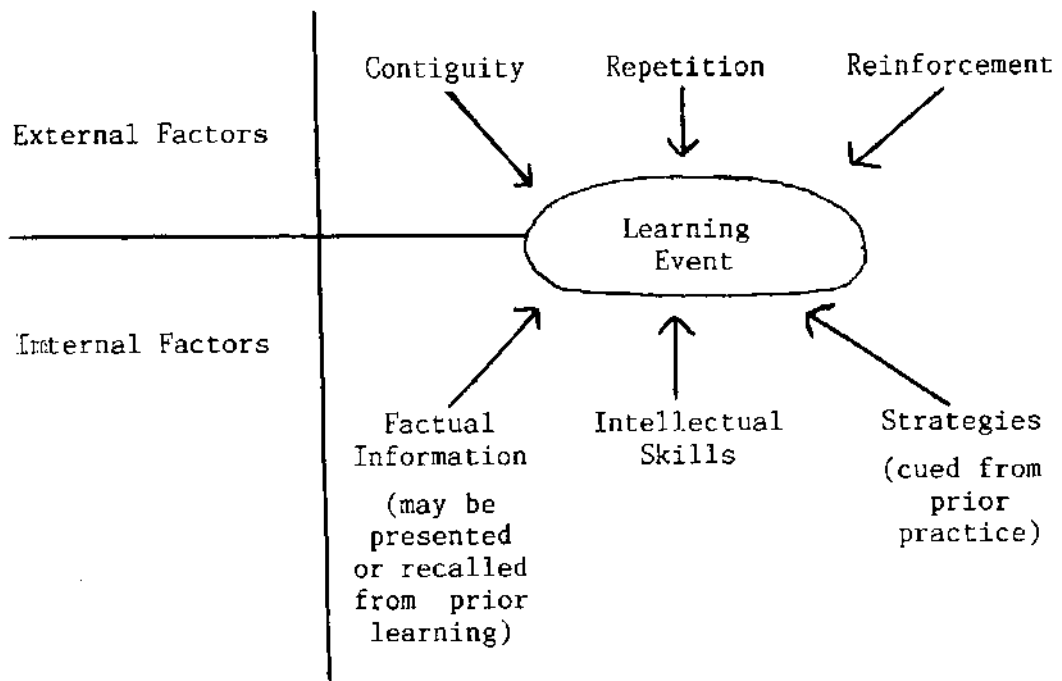 Contiguity
Repetition
Reinforcement
External Factors
Learning
Event
Internal Factors
Factual
Information
(may be
presented
or recalled
from prior
learning)
Intellectual
Skills
Strategies
(cued from
prior
practice)